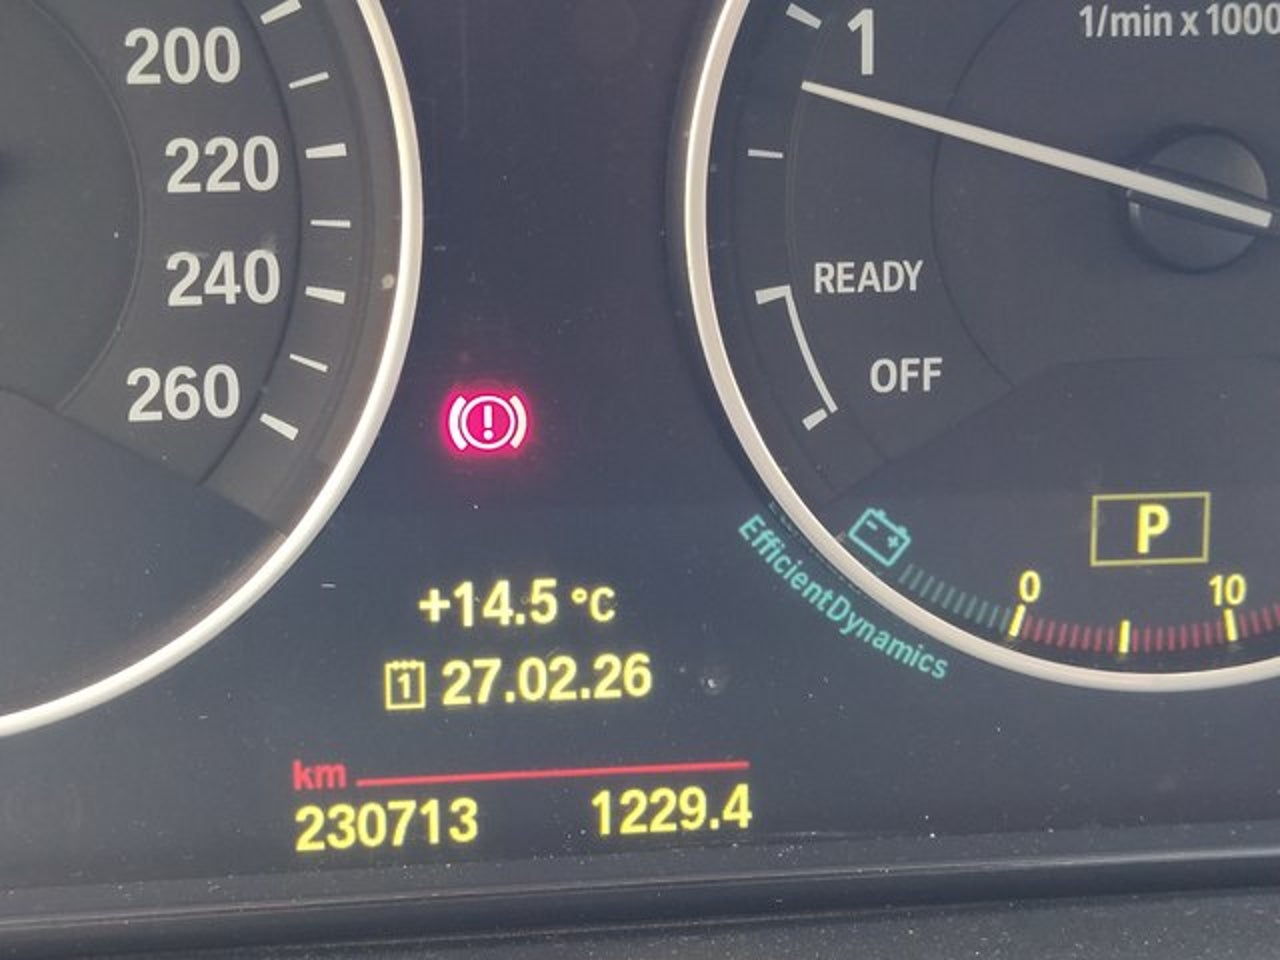 200
220
240
260
1
1/min x 1000
READY
OFF
EfficientDynamics
P
0
10
+14.5 °C
1 27.02.26
km
230713 1229.4